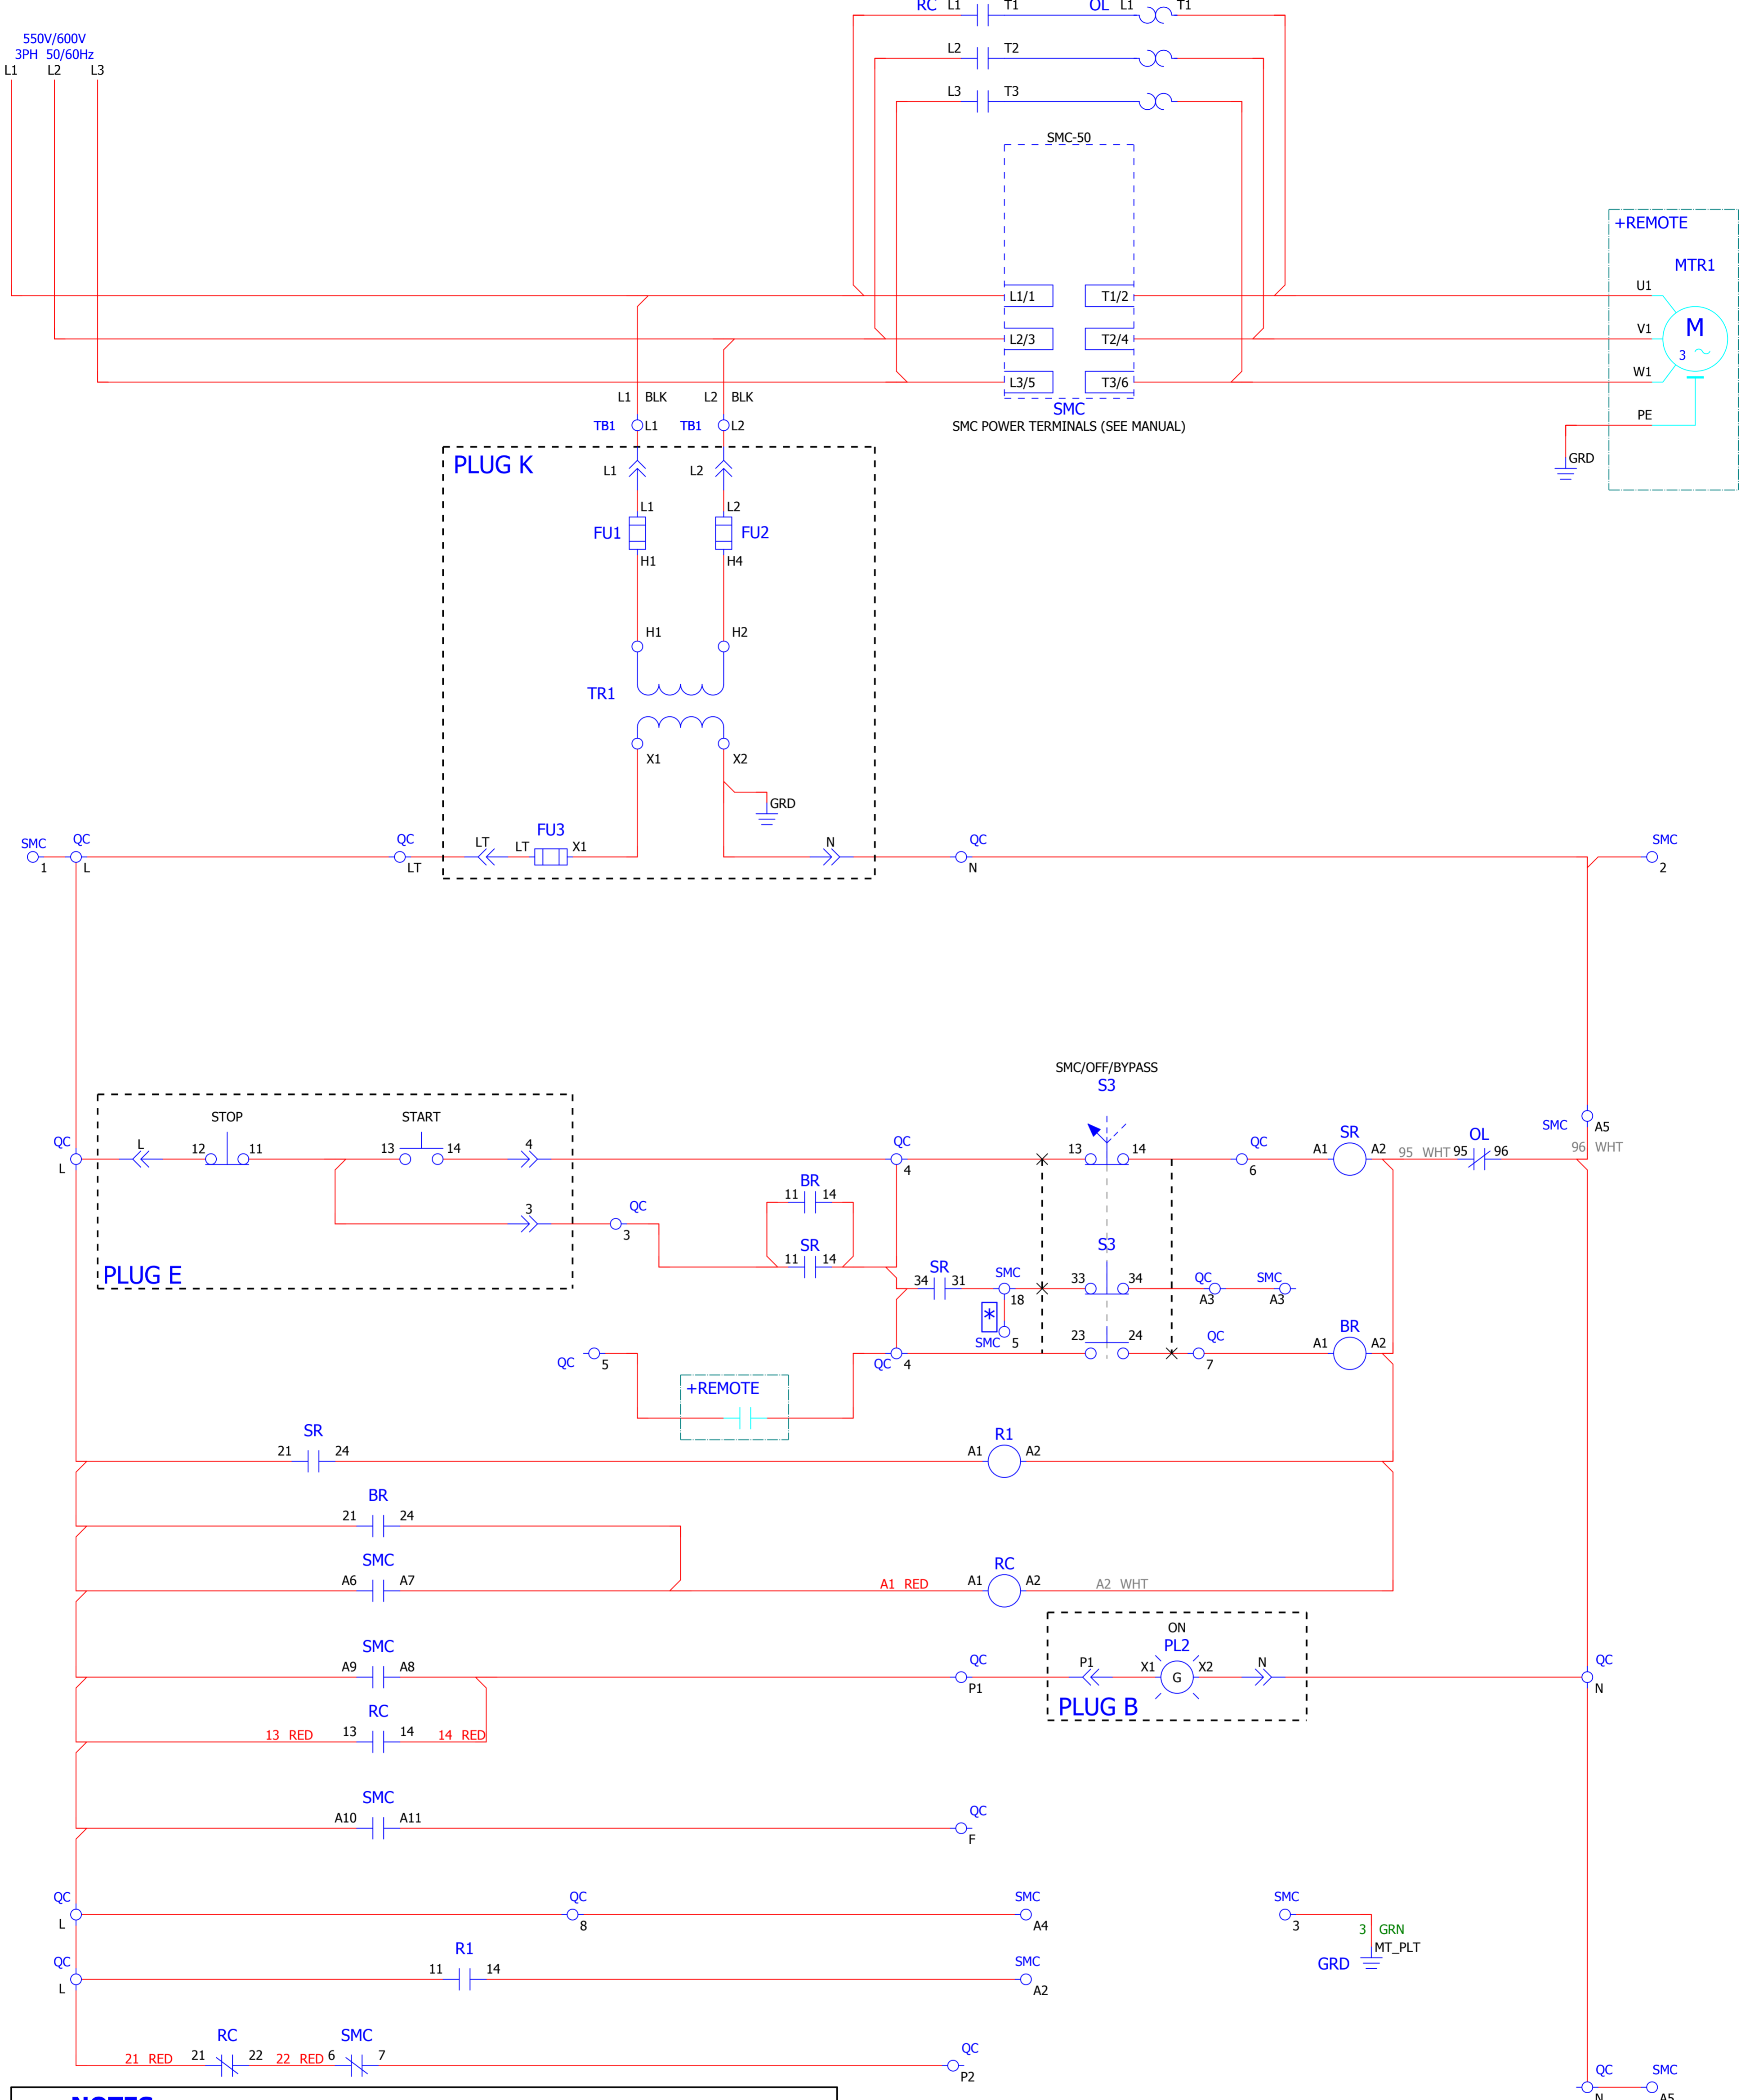 RC L1 T1 OL L1 T1
550V/600V
3PH 50/60Hz
L1 L2 L3
L2 T2
L3 T3
SMC-50
+REMOTE
MTR1
L1/1 T1/2 U1
L2/3 T2/4 V1 M
3
L3/5 T3/6 W1
L1 BLK L2 BLK
SMC
PE
TB1 L1 TB1 L2
SMC POWER TERMINALS (SEE MANUAL)
GRD
PLUG K
L1 L2
L1 L2
FU1 FU2
H1 H4
H1 H2
TR1
X1 X2
GRD
SMC QC QC LT LT FU3 X1 N QC SMC
1 L LT N 2
SMC/OFF/BYPASS
S3
STOP START
SMC A5
QC L 12 11 13 14 4 QC 13 14 QC SR OL
L 4 6 A1 A2 95 WHT 95 96 96 WHT
BR
11 14
3 QC
3
SR
11 14
S3
PLUG E
SR
34 31 SMC 33 34 QC SMC
18 A3 A3
*
SMC 5
23 24 QC BR
QC 5 QC 4 7 A1 A2
+REMOTE
SR R1
21 24 A1 A2
BR
21 24
SMC RC
A6 A7 A1 RED A1 A2 A2 WHT
ON
SMC PL2
A9 A8 QC P1 X1 G X2 N QC
P1 N
PLUG B
RC
13 RED 13 14 14 RED
SMC
A10 A11 QC
F
QC QC SMC SMC
L 8 A4 3
3 GRN
MT_PLT
GRD
QC R1 SMC
L 11 14 A2
RC SMC
21 RED 21 22 22 RED 6 7 QC
P2
QC SMC
N A5
NOTES